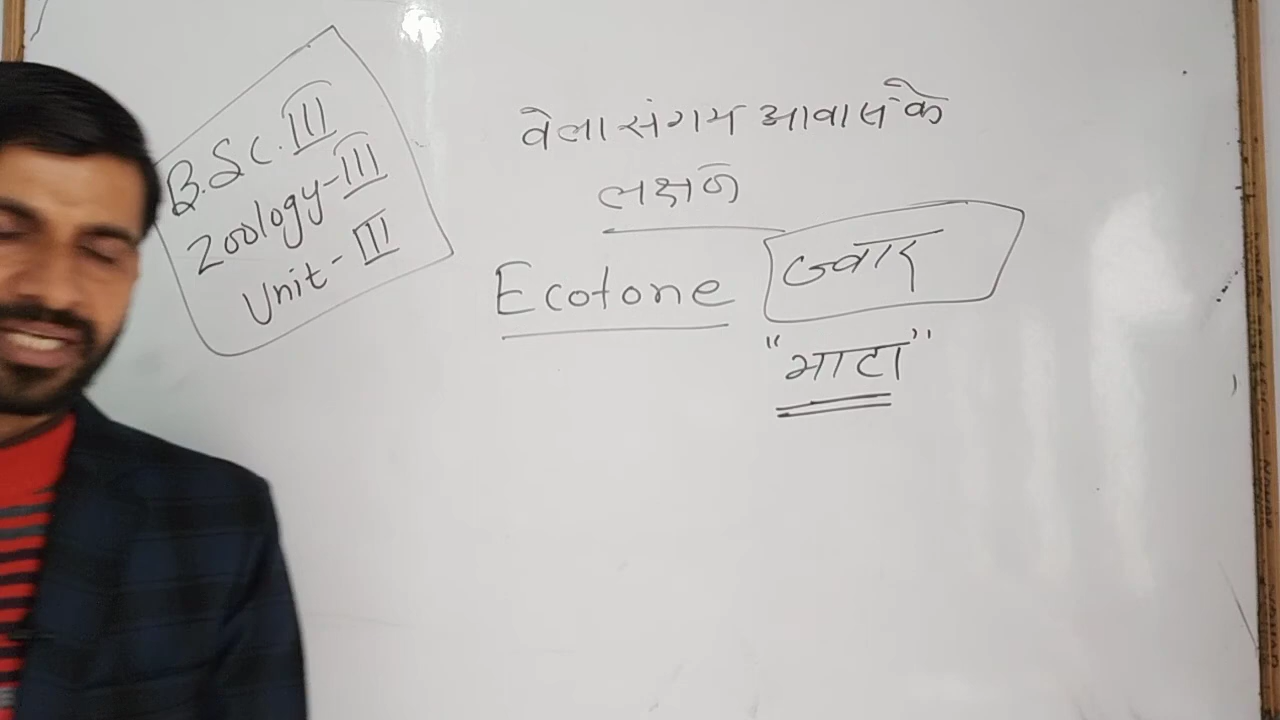 B.Sc. III
Zoology-III
Unit-III
वेलासंगम आवास के
लक्षण
Ecotone
ज्वार
"भाटा"